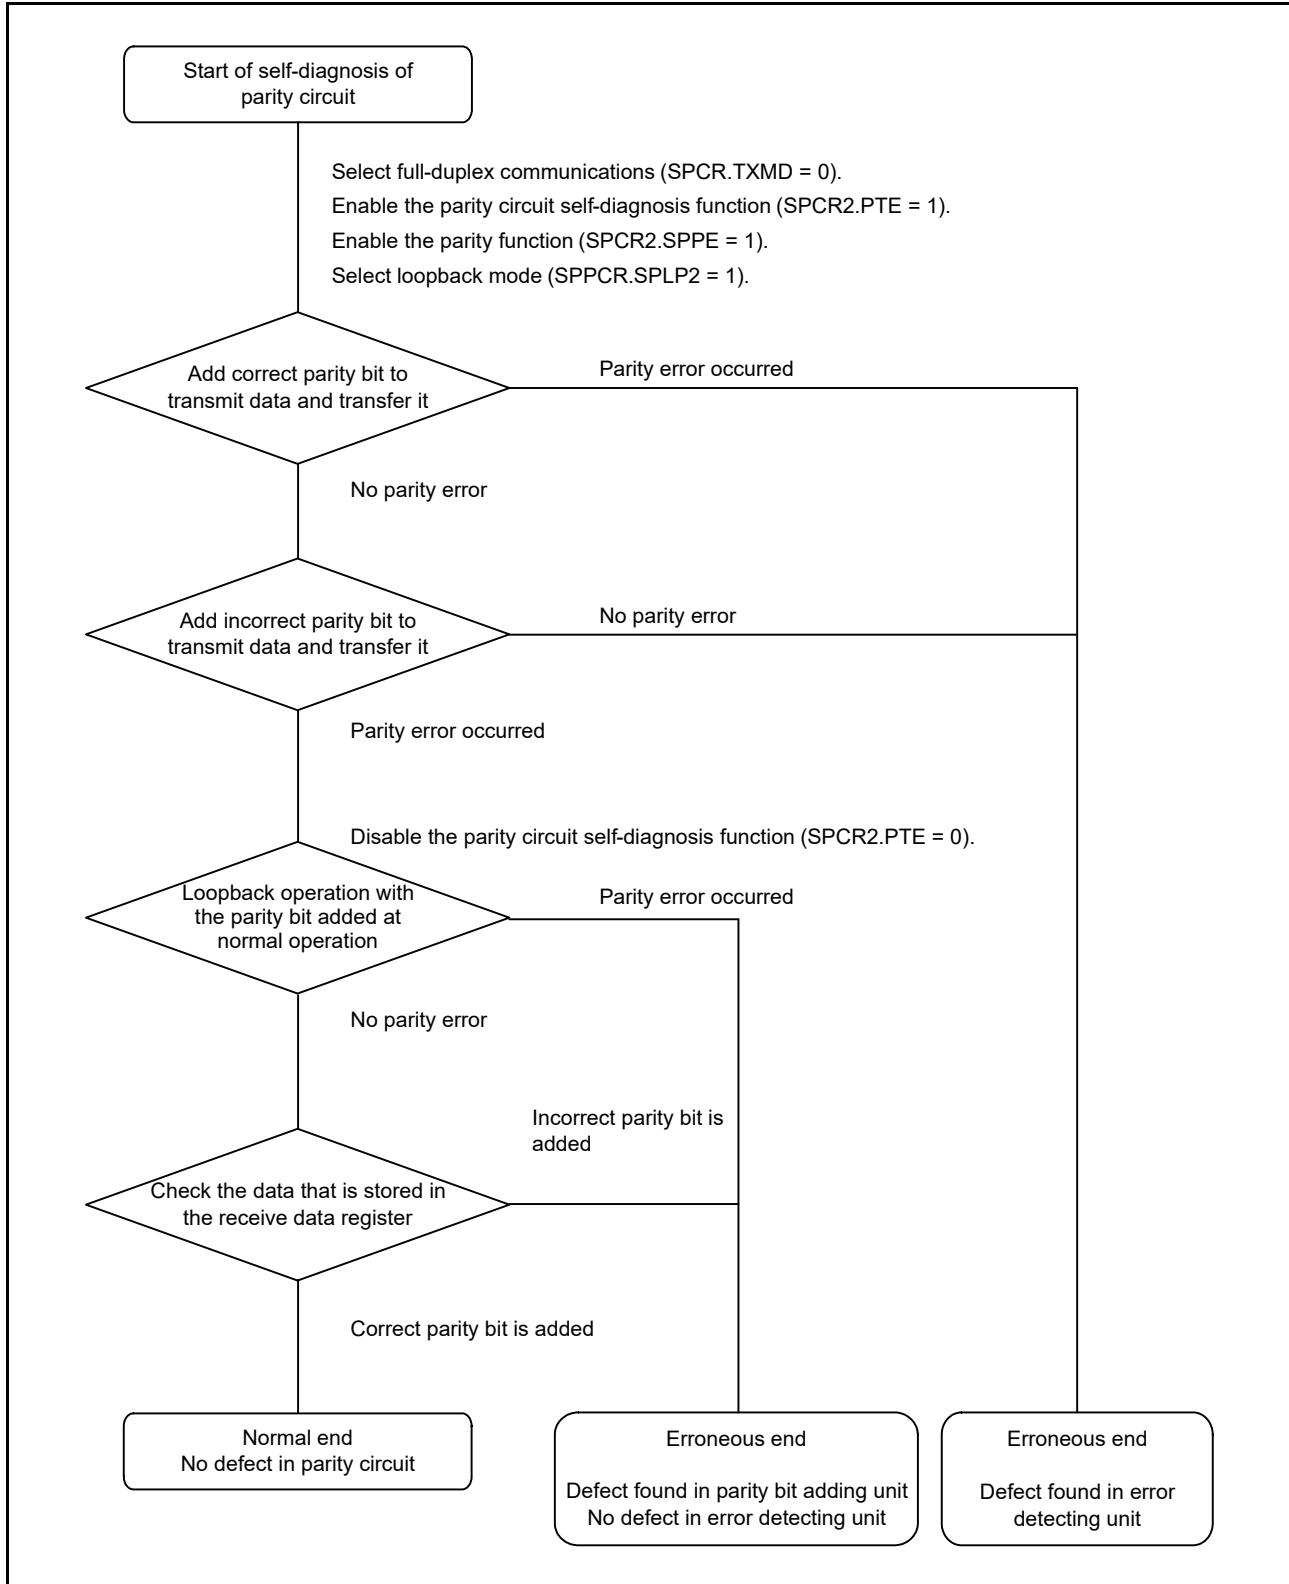 Start of self-diagnosis of
parity circuit
Select full-duplex communications (SPCR.TXMD = 0).
Enable the parity circuit self-diagnosis function (SPCR2.PTE = 1).
Enable the parity function (SPCR2.SPPE = 1).
Select loopback mode (SPPCR.SPLP2 = 1).
Add correct parity bit to
transmit data and transfer it
Parity error occurred
No parity error
Add incorrect parity bit to
transmit data and transfer it
No parity error
Parity error occurred
Disable the parity circuit self-diagnosis function (SPCR2.PTE = 0).
Loopback operation with
the parity bit added at
normal operation
Parity error occurred
No parity error
Incorrect parity bit is
added
Check the data that is stored in
the receive data register
Correct parity bit is added
Normal end
No defect in parity circuit
Erroneous end
Defect found in parity bit adding unit
No defect in error detecting unit
Erroneous end
Defect found in error
detecting unit